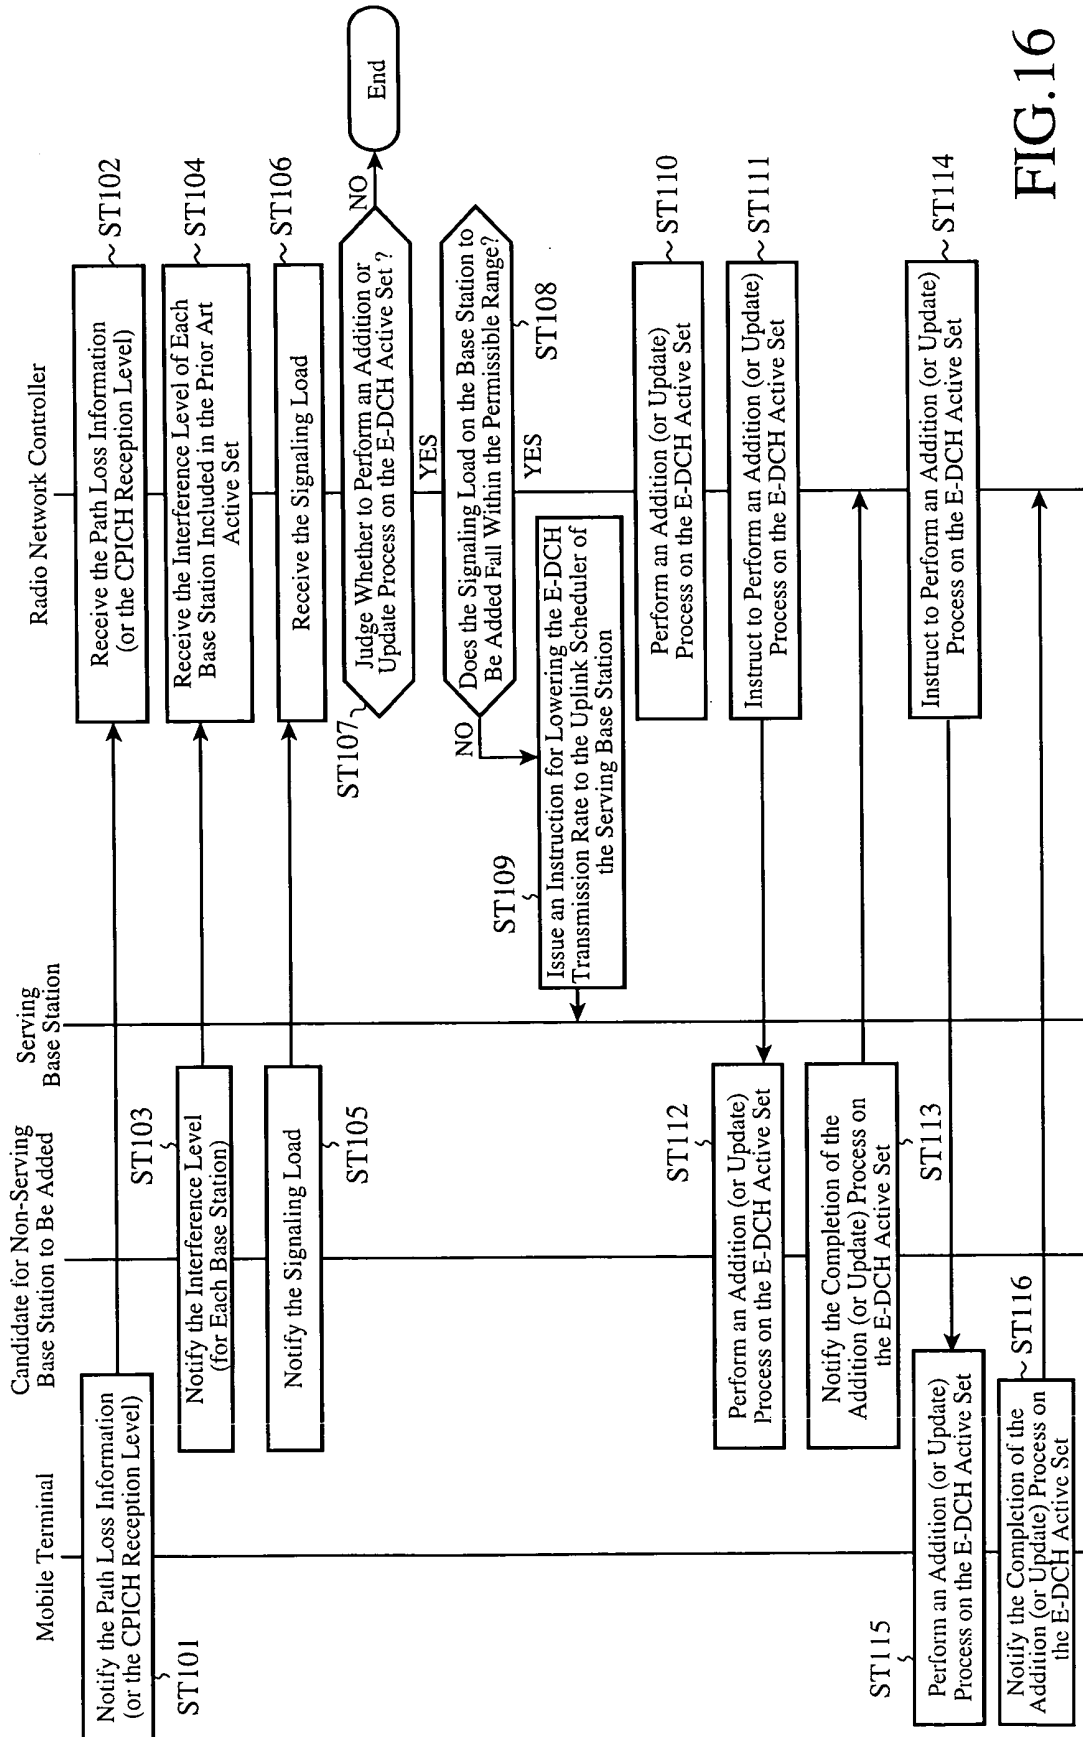 Mobile Terminal
Candidate for Non-Serving
Base Station to Be Added
Serving
Base Station
Radio Network Controller
Notify the Path Loss Information
(or the CPICH Reception Level)
ST101
Receive the Path Loss Information
(or the CPICH Reception Level)
ST102
ST103
Notify the Interference Level
(for Each Base Station)
Receive the Interference Level of Each
Base Station Included in the Prior Art
Active Set
ST104
Notify the Signaling Load
ST105
Receive the Signaling Load
ST106
ST107
Judge Whether to Perform an Addition or
Update Process on the E-DCH Active Set ?
NO
End
YES
Does the Signaling Load on the Base Station to
Be Added Fall Within the Permissible Range?
ST108
NO
YES
ST109
Issue an Instruction for Lowering the E-DCH
Transmission Rate to the Uplink Scheduler of
the Serving Base Station
Perform an Addition (or Update)
Process on the E-DCH Active Set
ST110
Instruct to Perform an Addition (or Update)
Process on the E-DCH Active Set
ST111
ST112
Perform an Addition (or Update)
Process on the E-DCH Active Set
Notify the Completion of the
Addition (or Update) Process on
the E-DCH Active Set
ST113
Instruct to Perform an Addition (or Update)
Process on the E-DCH Active Set
ST114
ST115
Perform an Addition (or Update)
Process on the E-DCH Active Set
Notify the Completion of the
Addition (or Update) Process on
the E-DCH Active Set
ST116
FIG.16